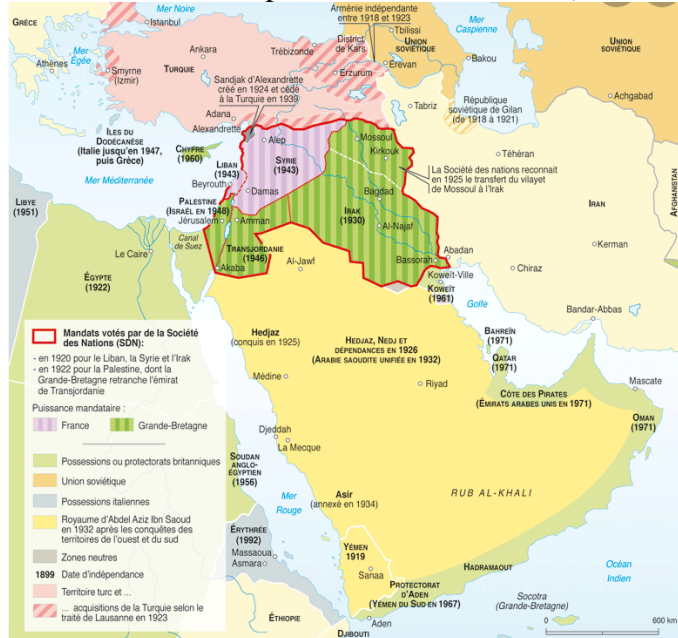 Mer Noire
GRÈCE
Istanbul
Arménie indépendante
entre 1918 et 1923
Tbilissi
Mer
Caspienne
UNION
SOVIÉTIQUE
UNION
SOVIÉTIQUE
District
de Kars
Trébizonde
Ankara
Mer
Égée
Athènes
TURQUIE
Smyrne
(Izmir)
Erzurum
Erevan
Bakou
Achgabad
Sandjak d'Alexandrette
créé en 1924 et cédé
à la Turquie en 1939
Tabriz
République
soviétique de Gilan
(de 1918 à 1921)
Adana
Alexandrette
ILES DU
DODÉCANÈSE
(Italie jusqu'en 1947,
puis Grèce)
CHYPRE
(1960)
Alep
Mossoul
Kirkouk
Téhéran
SYRIE
(1943)
LIBAN
(1943)
Beyrouth
Damas
La Société des nations reconnait
en 1925 le transfert du vilayet
de Mossoul à l'Irak
Mer Méditerranée
Bagdad
IRAK
(1930)
IRAN
AFGHANISTAN
LIBYE
(1951)
PALESTINE
(ISRAËL EN 1948)
Jérusalem
Amman
Al-Najaf
Canal
de Suez
TRANSJORDANIE
(1946)
Le Caire
Akaba
Al-Jawf
Bassorah
Abadan
Kerman
Koweït-Ville
KOWEÏT
(1961)
Chiraz
ÉGYPTE
(1922)
Golfe
Bandar-Abbas
Mandats votés par de la Société
des Nations (SDN):
- en 1920 pour le Liban, la Syrie et l'Irak
- en 1922 pour la Palestine, dont la
Grande-Bretagne retranche l'émirat
de Transjordanie
Puissance mandataire :
France
Grande-Bretagne
Possessions ou protectorats britanniques
Union soviétique
Possessions italiennes
Royaume d'Abdel Aziz Ibn Saoud
en 1932 après les conquêtes des
territoires de l'ouest et du sud
Zones neutres
1899 Date d'indépendance
Territoire turc et ...
... acquisitions de la Turquie selon le
traité de Lausanne en 1923
Hedjaz
(conquis en 1925)
HEDJAZ, NEDJ ET
DÉPENDANCES EN 1926
(ARABIE SAOUDITE UNIFIÉE EN 1932)
BAHREÏN
(1971)
QATAR
(1971)
Médine
Riyad
Mascate
CÔTE DES PIRATES
(ÉMIRATS ARABES UNIS EN 1971)
OMAN
(1971)
Djeddah
La Mecque
SOUDAN
ANGLO-
ÉGYPTIEN
(1956)
Mer
Rouge
Asir
(annexé en 1934)
RUB AL-KHALI
ÉRYTHRÉE
(1992)
Massaoua
Asmara
YÉMEN
1919
Sanaa
HADRAMAOUT
Océan
Indien
PROTECTORAT
D'ADEN
(YÉMEN DU SUD EN 1967)
Socotra
(Grande-Bretagne)
ÉTHIOPIE
Aden
DJIBOUTI
600 km